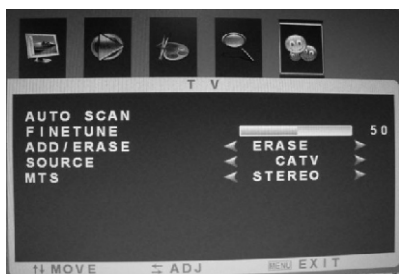 T V
AUTO SCAN
FINETUNE 50
ADD/ERASE ERASE
SOURCE CATV
MTS STEREO
MOVE ADJ MENU EXIT